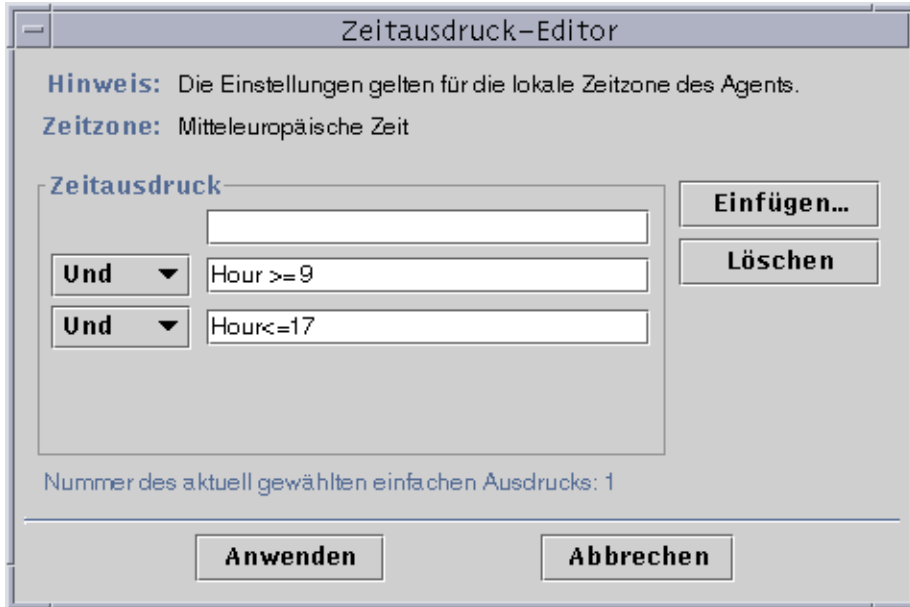 Zeitausdruck-Editor
Hinweis: Die Einstellungen gelten für die lokale Zeitzone des Agents.
Zeitzone: Mitteleuropäische Zeit
Zeitausdruck
Einfügen...
Und Hour >= 9
Löschen
Und Hour<=17
Nummer des aktuell gewählten einfachen Ausdrucks: 1
Anwenden Abbrechen